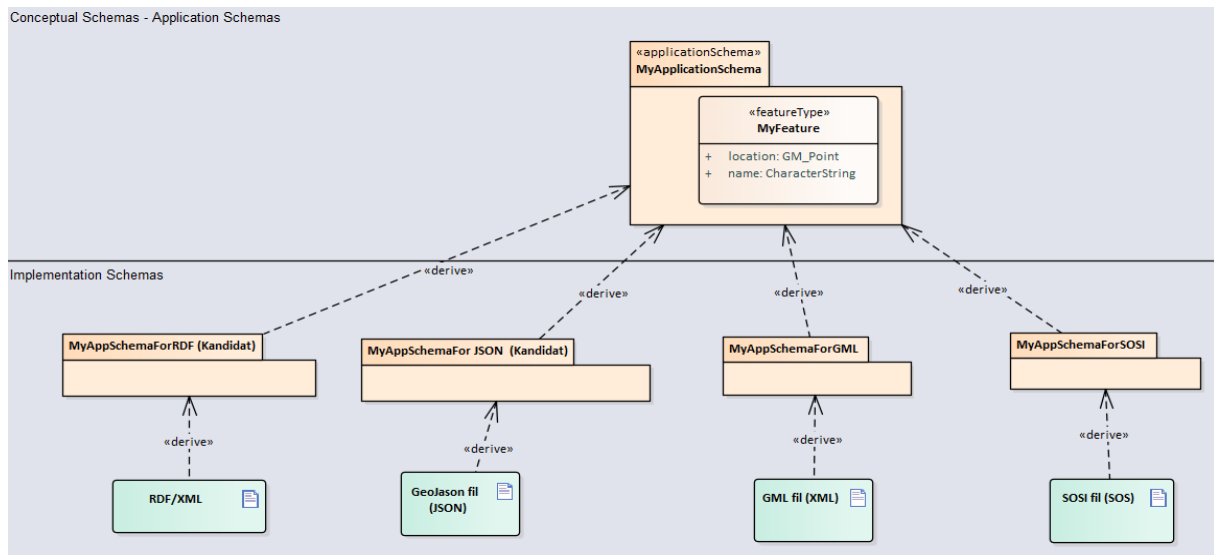 Conceptual Schemas - Application Schemas
«applicationSchema»
MyApplicationSchema
«featureType»
MyFeature
+ location: GM_Point
+ name: CharacterString
Implementation Schemas
«derive»
«derive»
«derive»
«derive»
MyAppSchemaForRDF (Kandidat)
MyAppSchemaFor JSON (Kandidat)
MyAppSchemaForGML
MyAppSchemaForSOSI
«derive»
«derive»
«derive»
«derive»
RDF/XML
GeoJason fil
(JSON)
GML fil (XML)
SOSI fil (SOS)